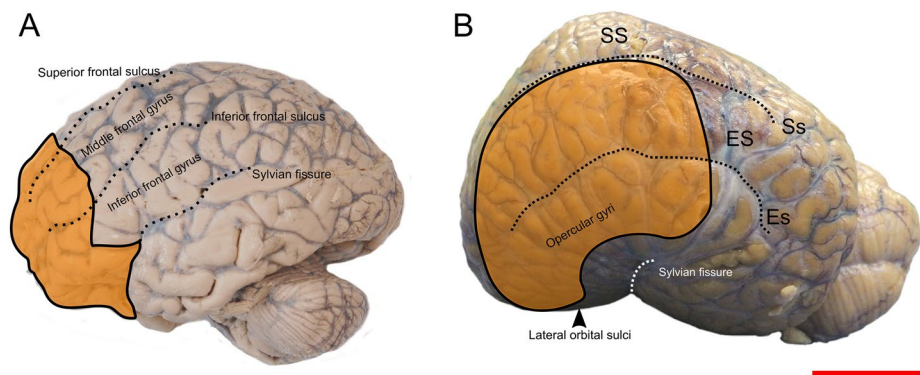 A
Superior frontal sulcus
Middle frontal gyrus
Inferior frontal sulcus
Inferior frontal gyrus
Sylvian fissure
B
SS
Ss
ES
Es
Opercular gyri
Sylvian fissure
Lateral orbital sulci